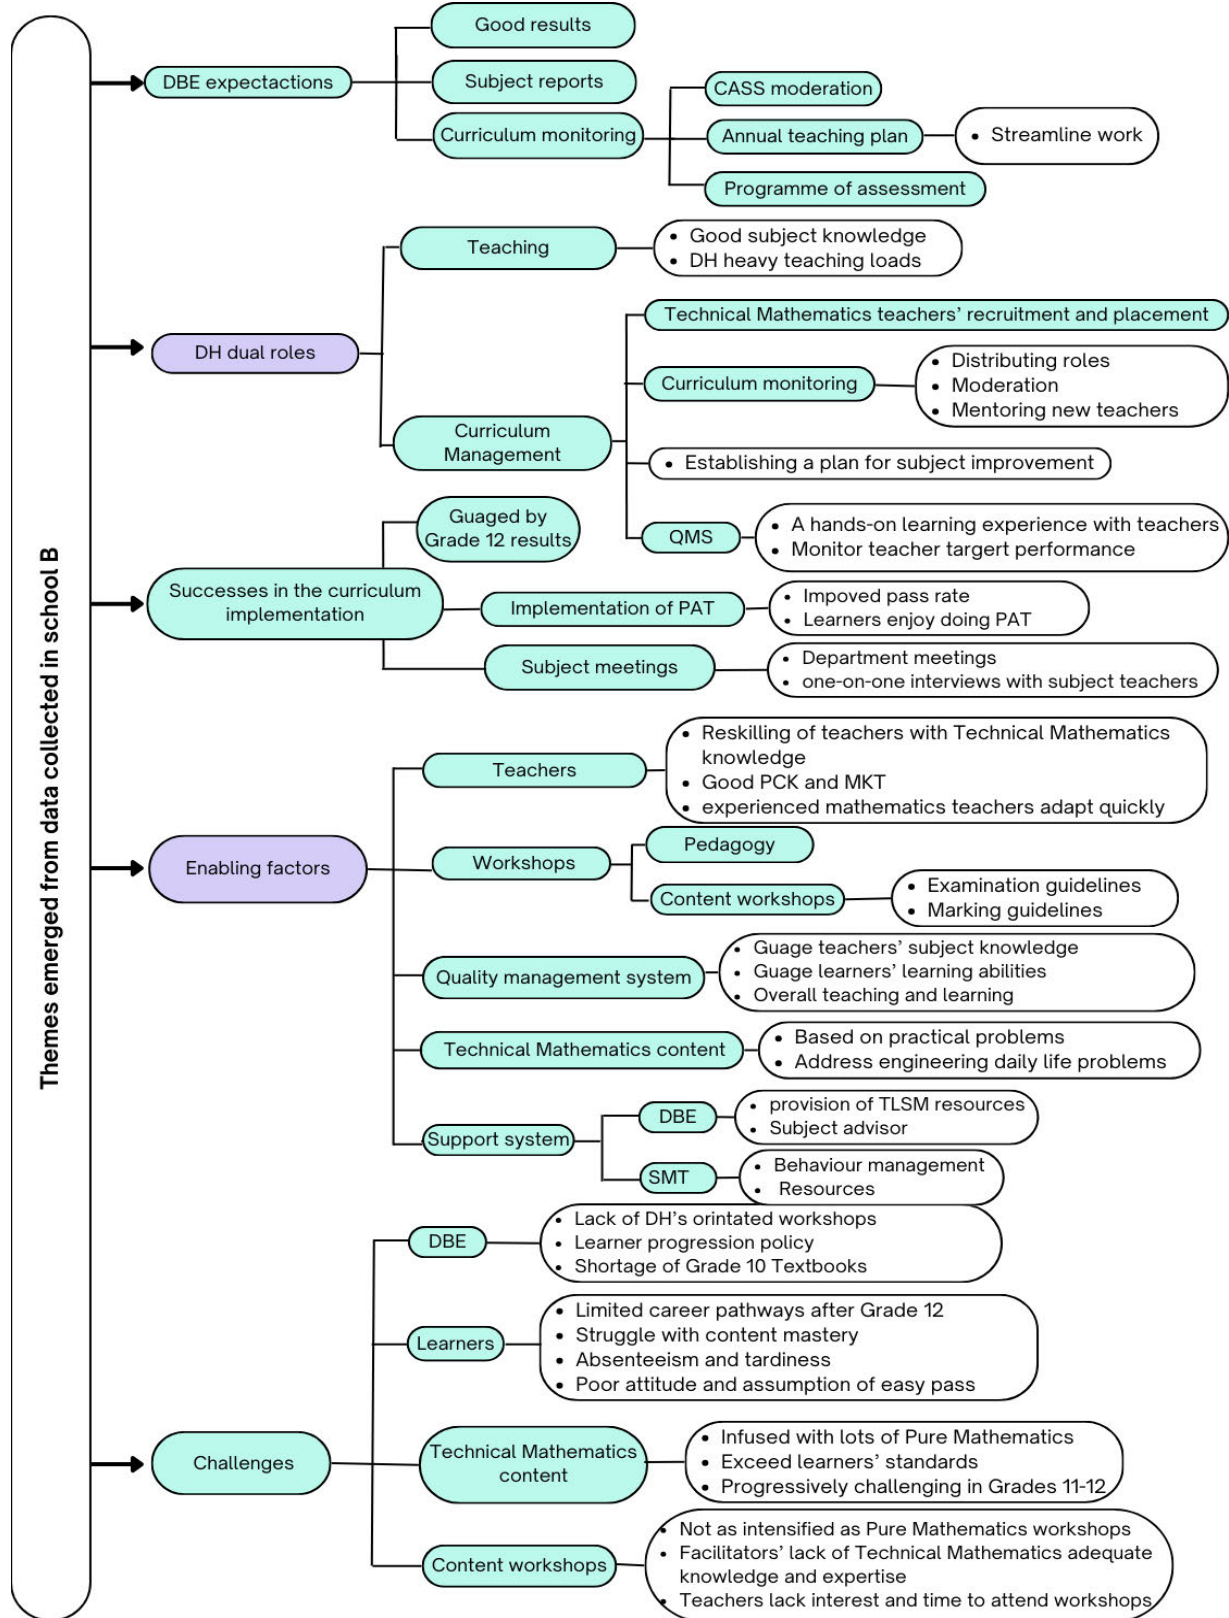 Themes emerged from data collected in school B
DBE expectactions
Good results
Subject reports
Curriculum monitoring
CASS moderation
Annual teaching plan
• Streamline work
Programme of assessment
DH dual roles
Teaching
• Good subject knowledge
• DH heavy teaching loads
Curriculum
Management
Technical Mathematics teachers’ recruitment and placement
Curriculum monitoring
• Distributing roles
• Moderation
• Mentoring new teachers
• Establishing a plan for subject improvement
QMS
• A hands-on learning experience with teachers
• Monitor teacher targert performance
Successes in the curriculum
implementation
Guaged by
Grade 12 results
Implementation of PAT
• Impoved pass rate
• Learners enjoy doing PAT
Subject meetings
• Department meetings
• one-on-one interviews with subject teachers
Enabling factors
Teachers
• Reskilling of teachers with Technical Mathematics
knowledge
• Good PCK and MKT
• experienced mathematics teachers adapt quickly
Workshops
Pedagogy
Content workshops
• Examination guidelines
• Marking guidelines
Quality management system
• Guage teachers’ subject knowledge
• Guage learners’ learning abilities
• Overall teaching and learning
Technical Mathematics content
• Based on practical problems
• Address engineering daily life problems
Support system
DBE
• provision of TLSM resources
• Subject advisor
SMT
• Behaviour management
• Resources
Challenges
DBE
• Lack of DH’s orintated workshops
• Learner progression policy
• Shortage of Grade 10 Textbooks
Learners
• Limited career pathways after Grade 12
• Struggle with content mastery
• Absenteeism and tardiness
• Poor attitude and assumption of easy pass
Technical Mathematics
content
• Infused with lots of Pure Mathematics
• Exceed learners’ standards
• Progressively challenging in Grades 11-12
Content workshops
• Not as intensified as Pure Mathematics workshops
• Facilitators’ lack of Technical Mathematics adequate
knowledge and expertise
• Teachers lack interest and time to attend workshops